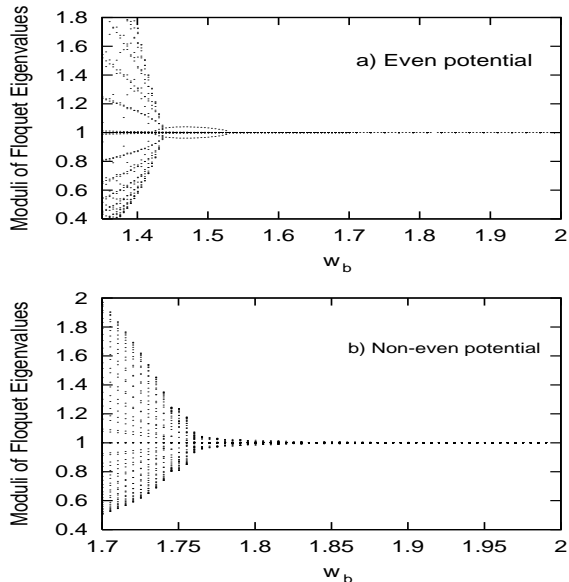 1.8
1.6
1.4
1.2
1
0.8
0.6
0.4
Moduli of Floquet Eigenvalues
a) Even potential
1.4 1.5 1.6 1.7 1.8 1.9 2
w_b
2
1.8
1.6
1.4
1.2
1
0.8
0.6
0.4
Moduli of Floquet Eigenvalues
b) Non-even potential
1.7 1.75 1.8 1.85 1.9 1.95 2
w_b